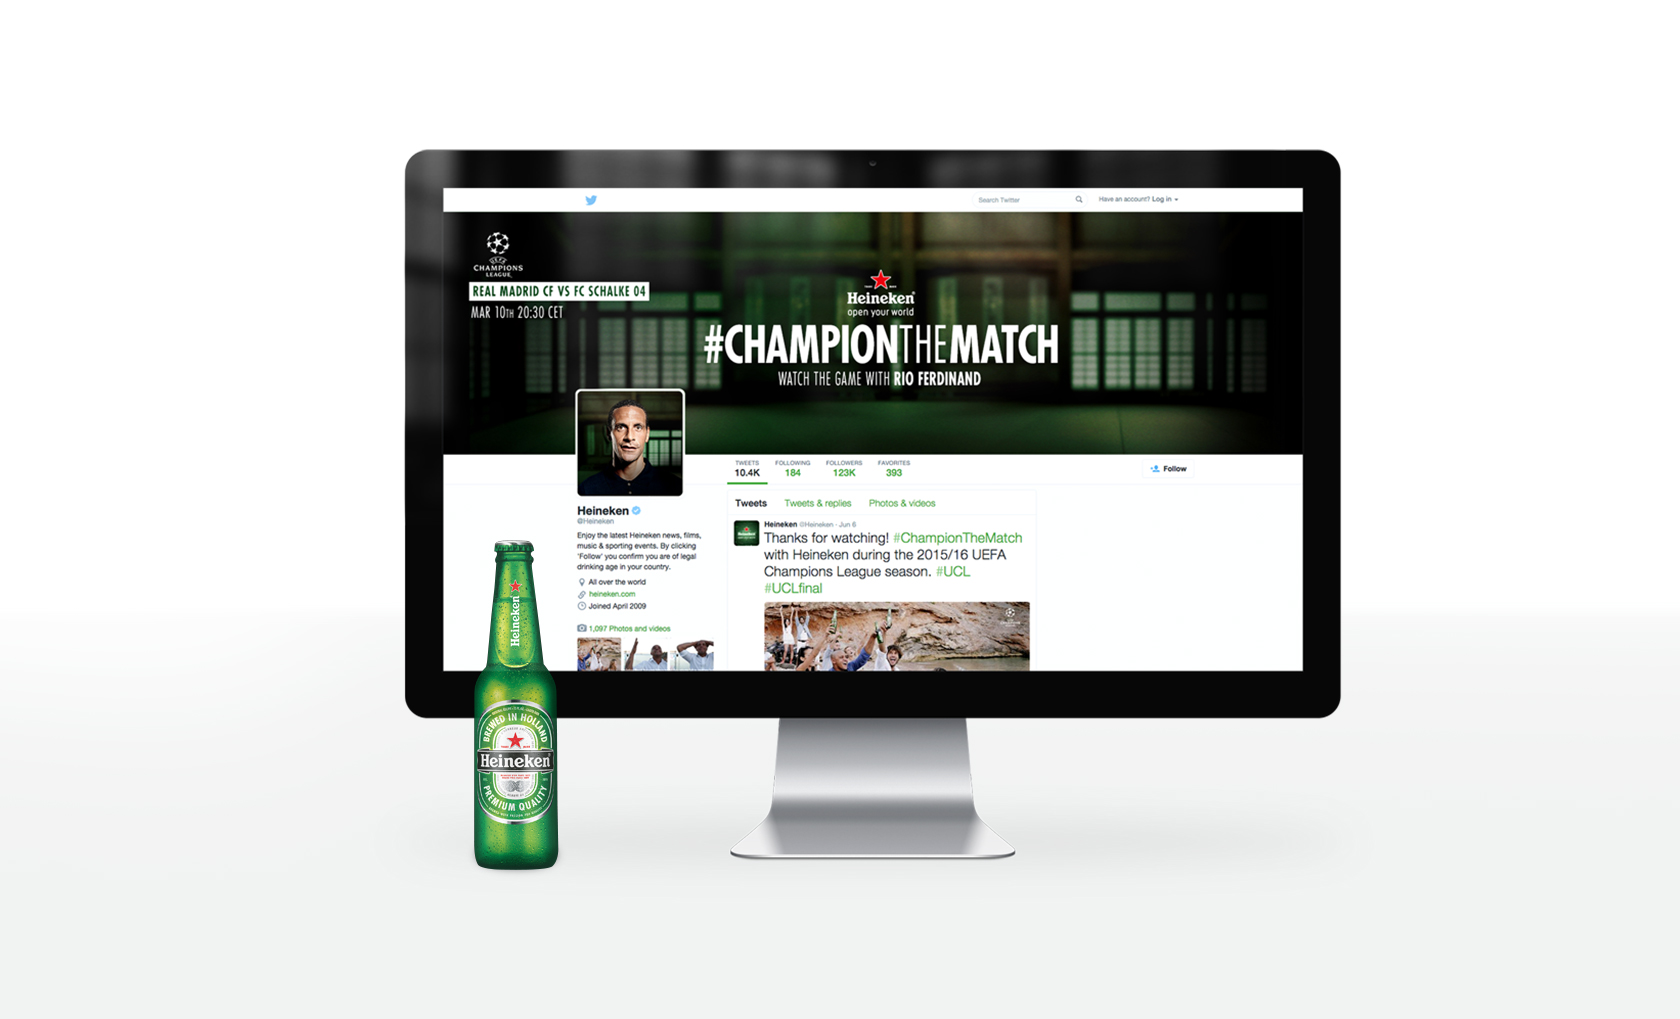 Search Twitter
Have an account? Log in
UEFA
CHAMPIONS
LEAGUE
REAL MADRID CF VS FC SCHALKE 04
MAR 10TH 20:30 CET
Heineken
open your world
#CHAMPIONTHEMATCH
WATCH THE GAME WITH RIO FERDINAND
TWEETS FOLLOWING FOLLOWERS FAVORITES
10.4K 184 123K 393
Follow
Heineken
@Heineken
Enjoy the latest Heineken news, films,
music & sporting events. By clicking
'Follow' you confirm you are of legal
drinking age in your country.
All over the world
heineken.com
Joined April 2009
1,097 Photos and videos
Tweets Tweets & replies Photos & videos
Heineken @Heineken · Jun 6
Thanks for watching! #ChampionTheMatch
with Heineken during the 2015/16 UEFA
Champions League season. #UCL
#UCLfinal
Heineken
BREWED IN HOLLAND
Heineken
PREMIUM QUALITY